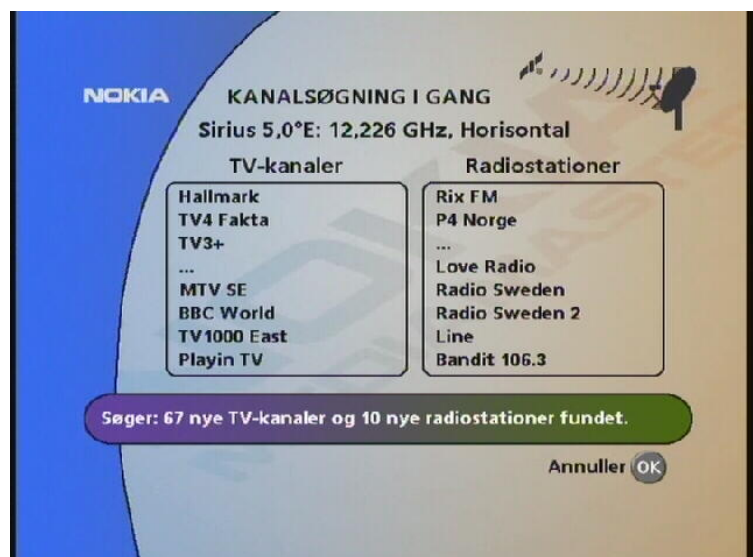 NOKIA
KANALSØGNING I GANG
Sirius 5,0°E: 12,226 GHz, Horisontal
TV-kanaler
Hallmark
TV4 Fakta
TV3+
...
MTV SE
BBC World
TV1000 East
Playin TV
Radiostationer
Rix FM
P4 Norge
...
Love Radio
Radio Sweden
Radio Sweden 2
Line
Bandit 106.3
Søger: 67 nye TV-kanaler og 10 nye radiostationer fundet.
Annuller OK